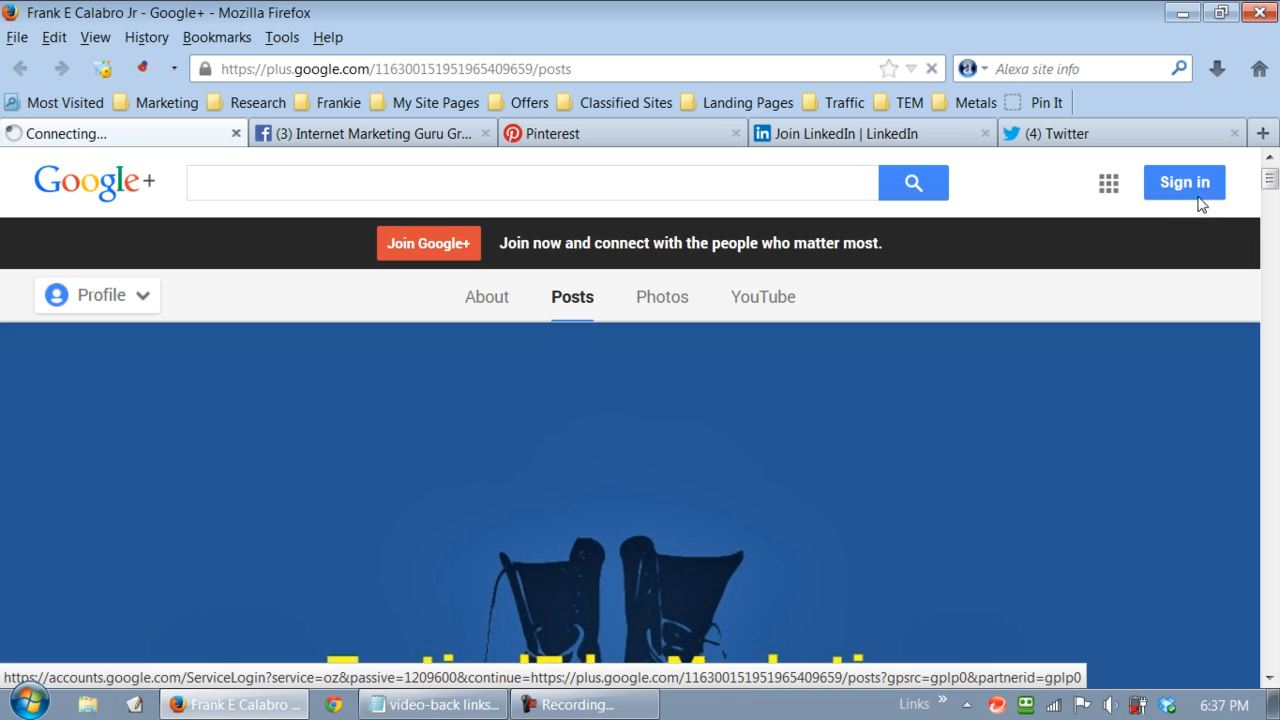 Frank E Calabro Jr - Google+ - Mozilla Firefox
File Edit View History Bookmarks Tools Help
https://plus.google.com/116300151951965409659/posts
Alexa site info
Most Visited Marketing Research Frankie My Site Pages Offers Classified Sites Landing Pages Traffic TEM Metals Pin It
Connecting... (3) Internet Marketing Guru Gr... Pinterest Join LinkedIn | LinkedIn (4) Twitter
Google+
Sign in
Join Google+ Join now and connect with the people who matter most.
Profile About Posts Photos YouTube
https://accounts.google.com/ServiceLogin?service=oz&passive=1209600&continue=https://plus.google.com/116300151951965409659/posts?gpsrc=gplp0&partnerid=gplp0
Frank E Calabro ... video-back links... Recording... Links 6:37 PM